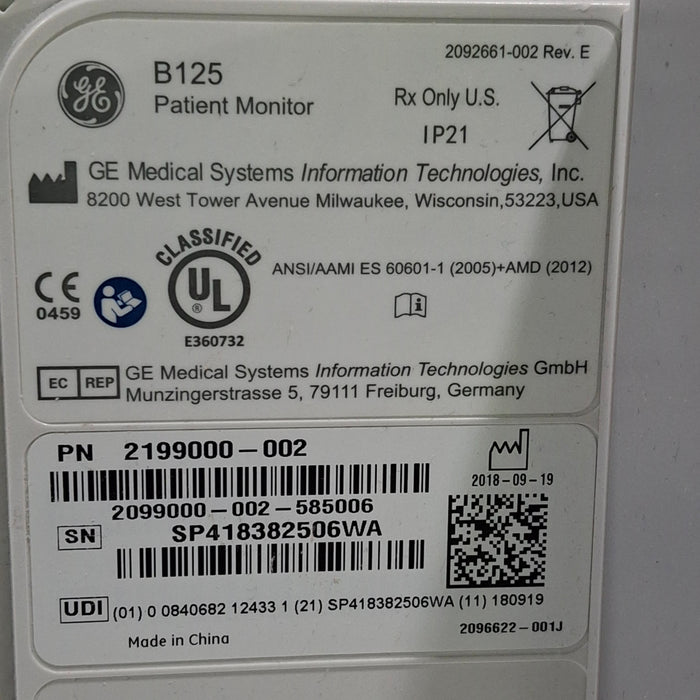 2092661-002 Rev. E
GE
B125
Patient Monitor
Rx Only U.S.
IP21
GE Medical Systems Information Technologies, Inc.
8200 West Tower Avenue Milwaukee, Wisconsin,53223,USA
CLASSIFIED
UL
®
E360732
ANSI/AAMI ES 60601-1 (2005)+AMD (2012)
CE
0459
i
EC REP
GE Medical Systems Information Technologies GmbH
Munzingerstrasse 5, 79111 Freiburg, Germany
PN 2199000-002
2099000-002-585006
2018-09-19
SN SP418382506WA
UDI (01) 0 0840682 12433 1 (21) SP418382506WA (11) 180919
Made in China
2096622-001J